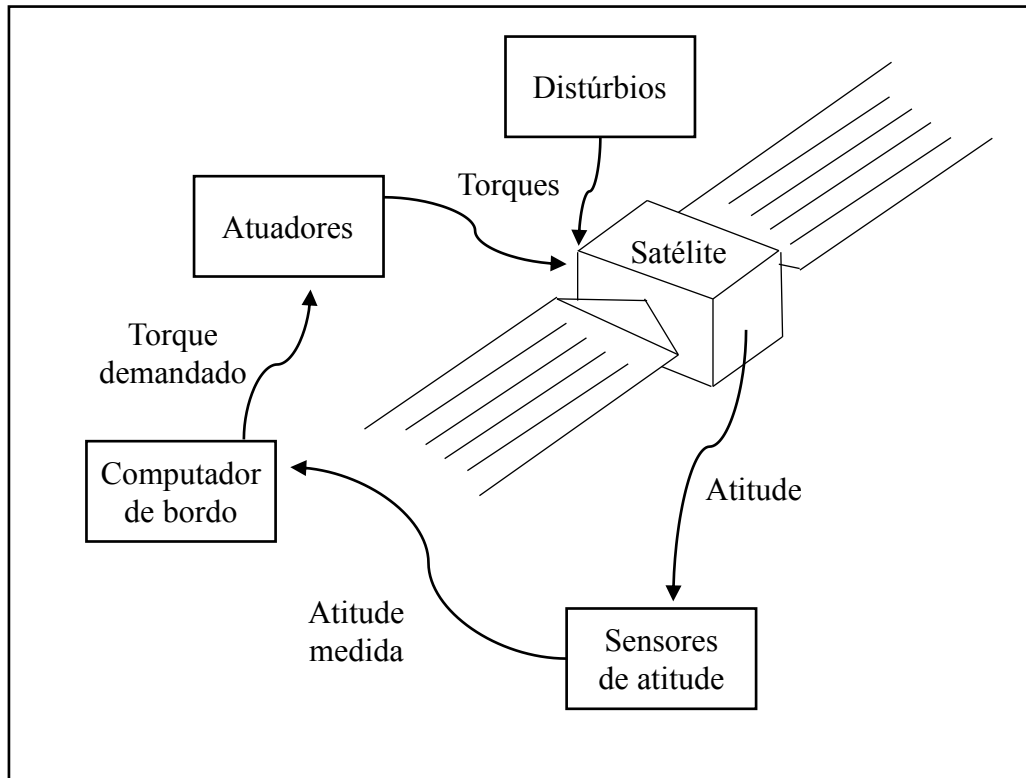 Distúrbios
Torques
Atuadores
Satélite
Torque
demandado
Computador
de bordo
Atitude
Atitude
medida
Sensores
de atitude